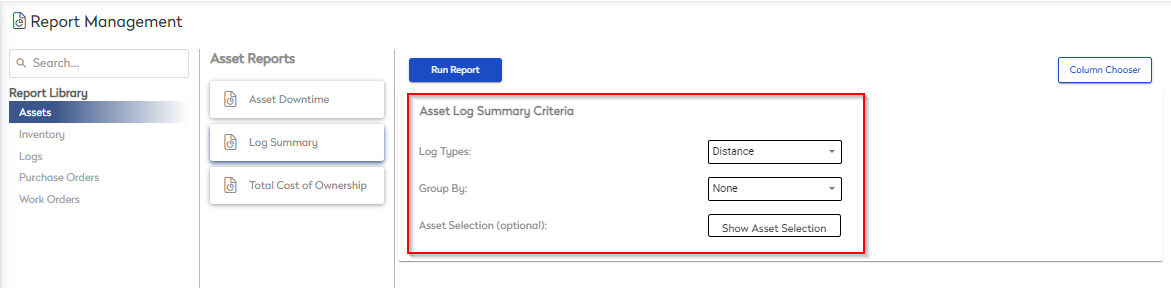 Report Management
Search...
Report Library
Assets
Inventory
Logs
Purchase Orders
Work Orders
Asset Reports
Asset Downtime
Log Summary
Total Cost of Ownership
Run Report
Column Chooser
Asset Log Summary Criteria
Log Types: Distance
Group By: None
Asset Selection (optional): Show Asset Selection